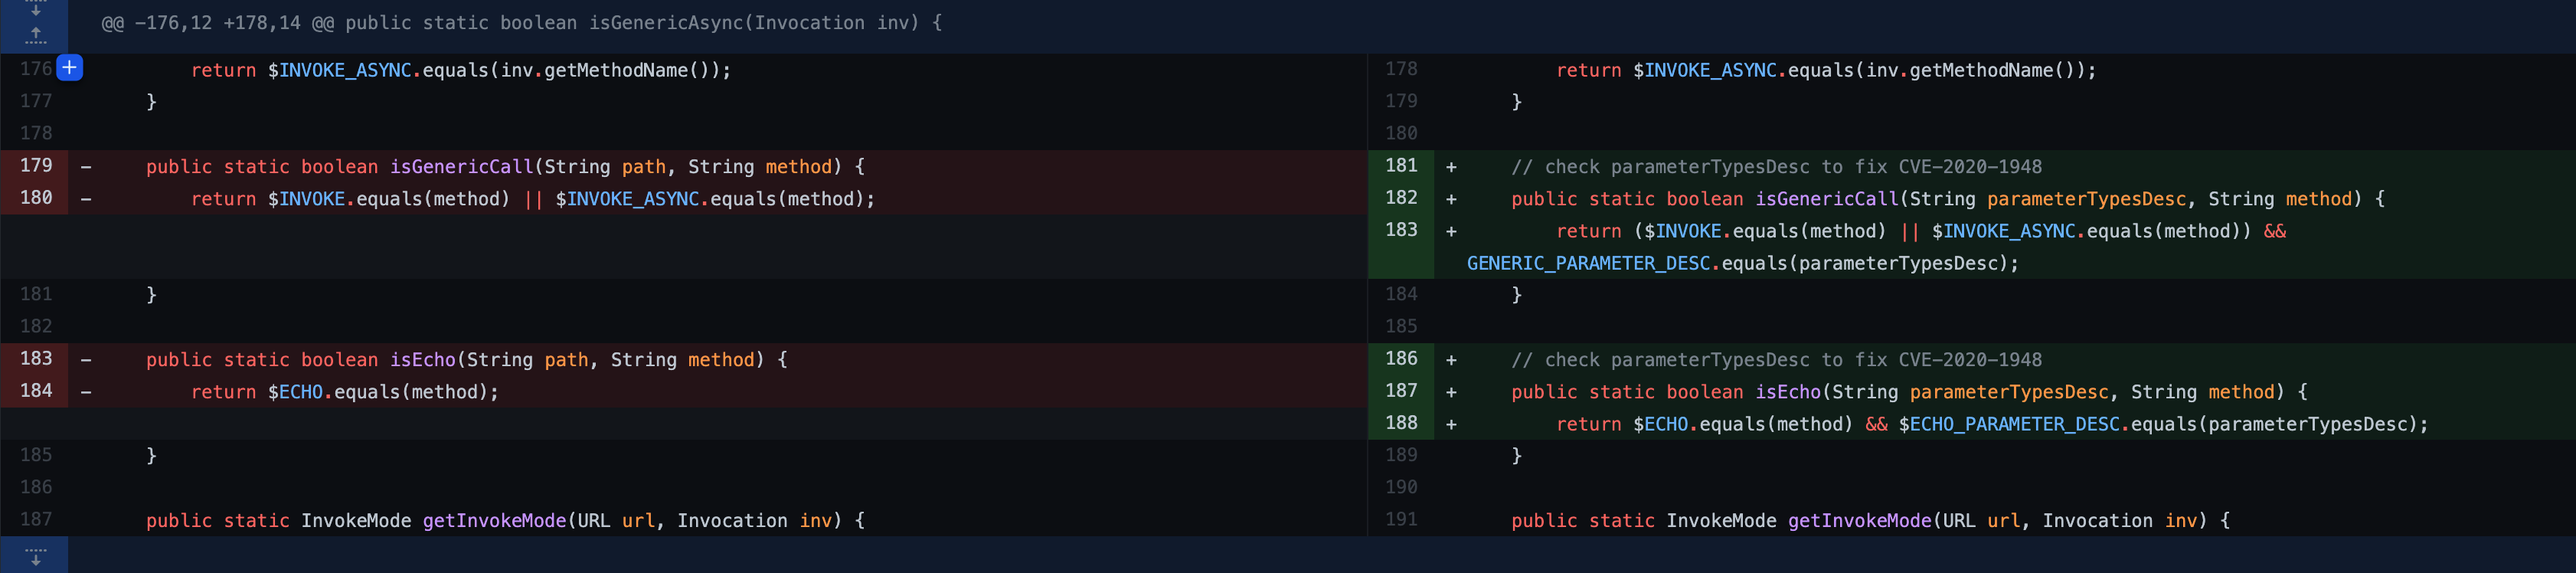 @@ -176,12 +178,14 @@ public static boolean isGenericAsync(Invocation inv) {
176 return $INVOKE_ASYNC.equals(inv.getMethodName());
177 }
178
179 - public static boolean isGenericCall(String path, String method) {
180 - return $INVOKE.equals(method) || $INVOKE_ASYNC.equals(method);
181 }
182
183 - public static boolean isEcho(String path, String method) {
184 - return $ECHO.equals(method);
185 }
186
187 public static InvokeMode getInvokeMode(URL url, Invocation inv) {
178 return $INVOKE_ASYNC.equals(inv.getMethodName());
179 }
180
181 + // check parameterTypesDesc to fix CVE-2020-1948
182 + public static boolean isGenericCall(String parameterTypesDesc, String method) {
183 + return ($INVOKE.equals(method) || $INVOKE_ASYNC.equals(method)) &&
GENERIC_PARAMETER_DESC.equals(parameterTypesDesc);
184 }
185
186 + // check parameterTypesDesc to fix CVE-2020-1948
187 + public static boolean isEcho(String parameterTypesDesc, String method) {
188 + return $ECHO.equals(method) && $ECHO_PARAMETER_DESC.equals(parameterTypesDesc);
189 }
190
191 public static InvokeMode getInvokeMode(URL url, Invocation inv) {